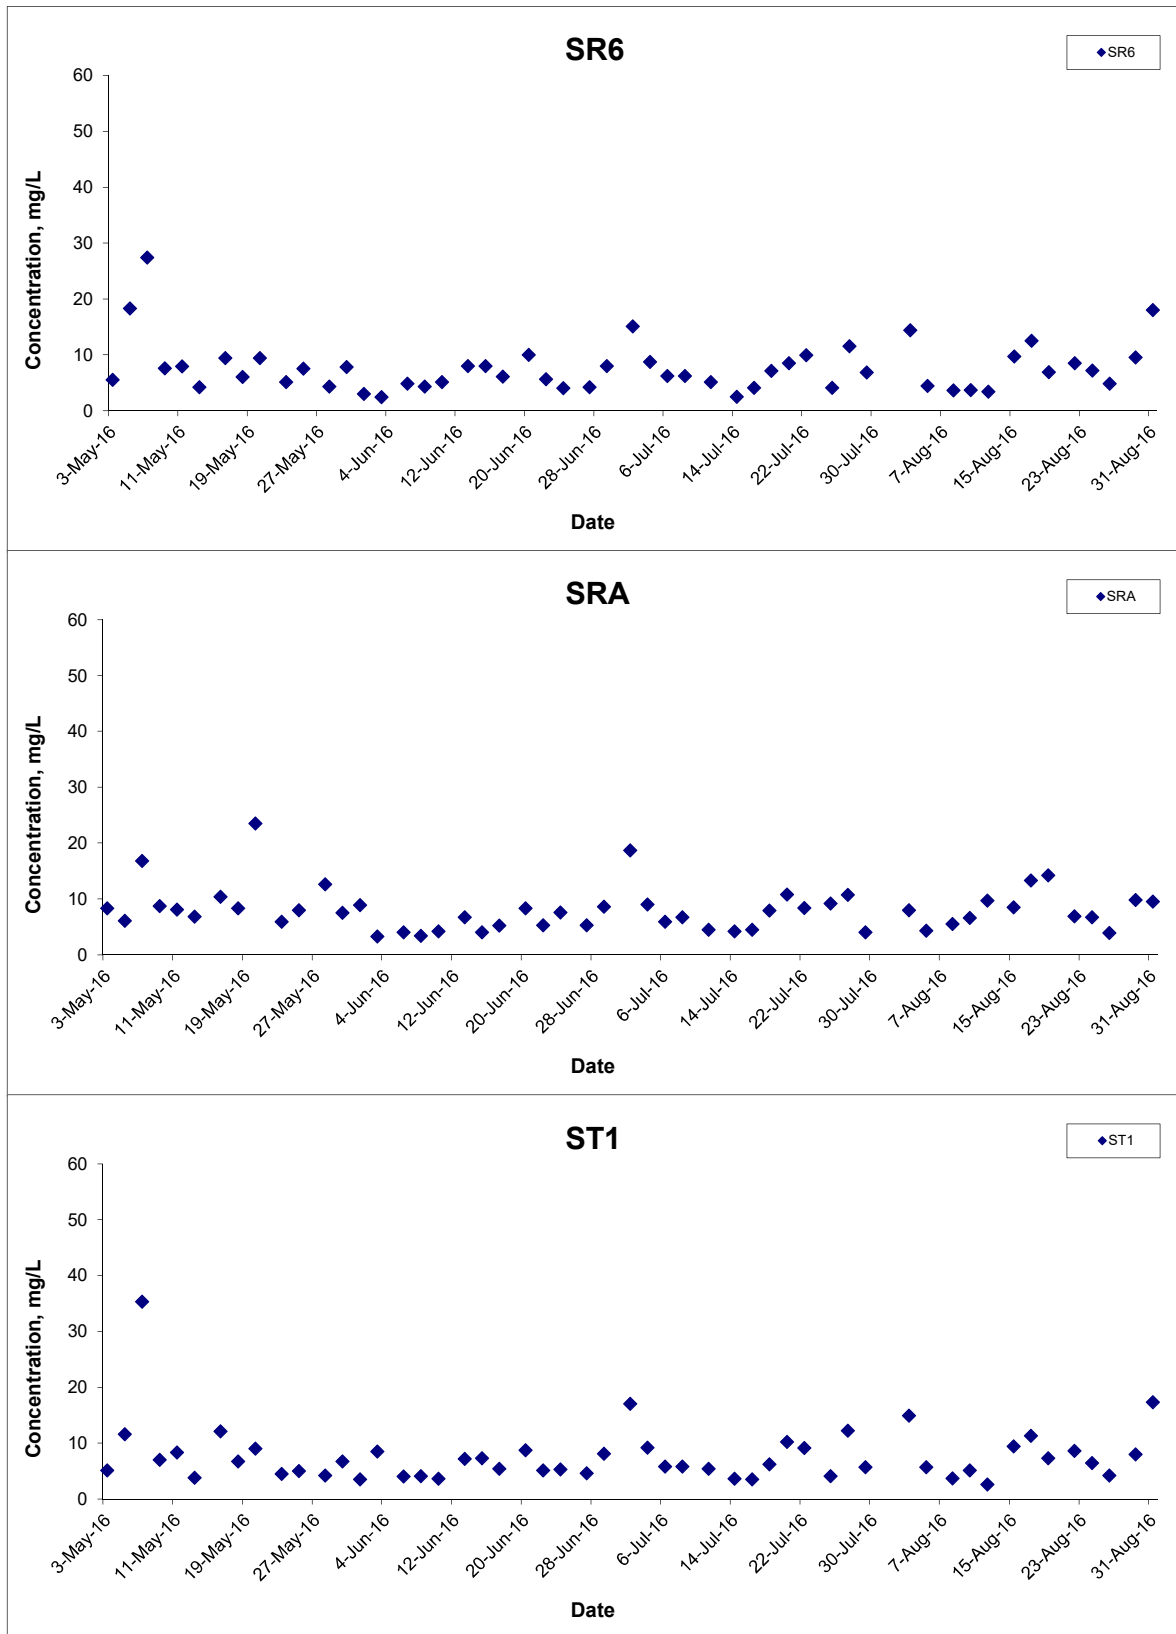 SR6
SR6
60
50
40
30
20
10
0
Concentration, mg/L
3-May-16
11-May-16
19-May-16
27-May-16
4-Jun-16
12-Jun-16
20-Jun-16
28-Jun-16
6-Jul-16
14-Jul-16
22-Jul-16
30-Jul-16
7-Aug-16
15-Aug-16
23-Aug-16
31-Aug-16
Date
SRA
SRA
60
50
40
30
20
10
0
Concentration, mg/L
3-May-16
11-May-16
19-May-16
27-May-16
4-Jun-16
12-Jun-16
20-Jun-16
28-Jun-16
6-Jul-16
14-Jul-16
22-Jul-16
30-Jul-16
7-Aug-16
15-Aug-16
23-Aug-16
31-Aug-16
Date
ST1
ST1
60
50
40
30
20
10
0
Concentration, mg/L
3-May-16
11-May-16
19-May-16
27-May-16
4-Jun-16
12-Jun-16
20-Jun-16
28-Jun-16
6-Jul-16
14-Jul-16
22-Jul-16
30-Jul-16
7-Aug-16
15-Aug-16
23-Aug-16
31-Aug-16
Date